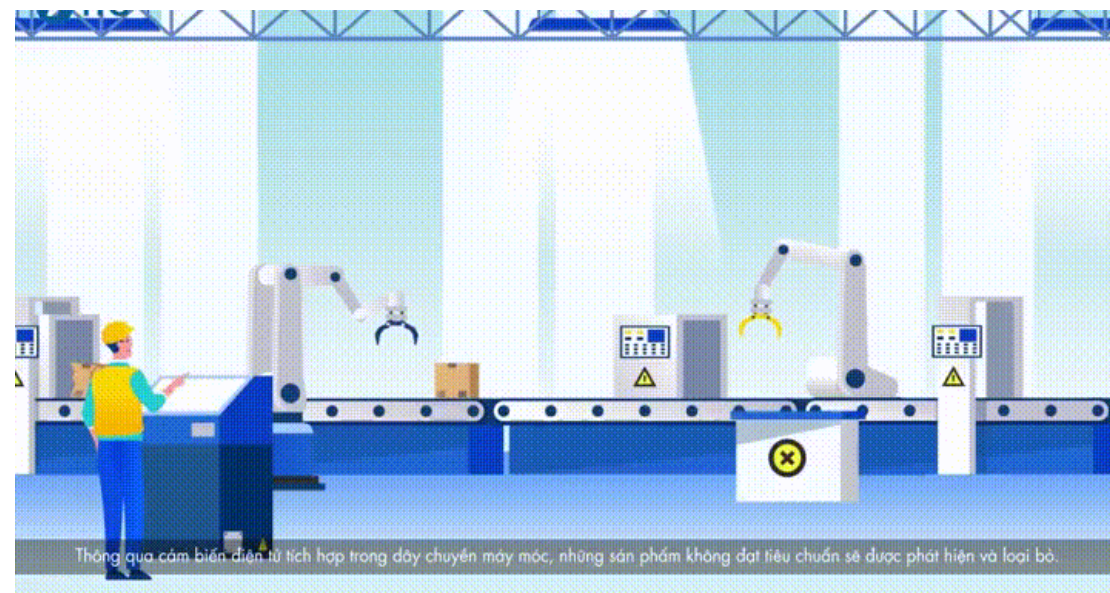 Thông qua cảm biến điện tử tích hợp trong dây chuyền máy móc, những sản phẩm không đạt tiêu chuẩn sẽ được phát hiện và loại bỏ.